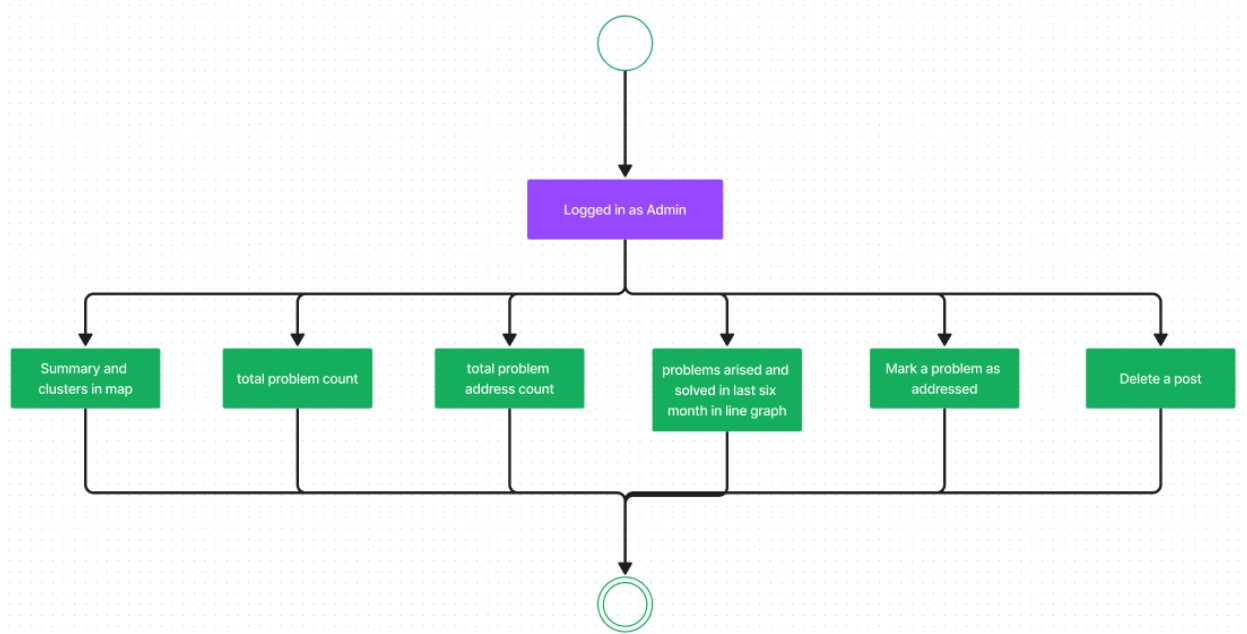 Logged in as Admin
Summary and
clusters in map
total problem count
total problem
address count
problems arised and
solved in last six
month in line graph
Mark a problem as
addressed
Delete a post